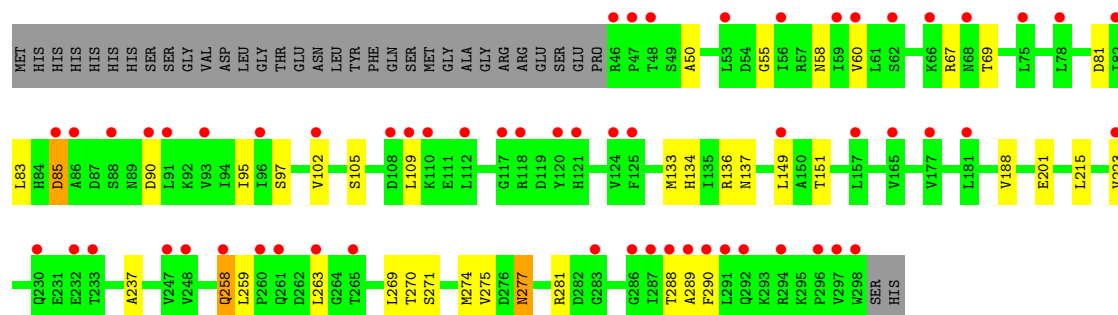 MET HIS HIS HIS HIS HIS HIS SER SER GLY VAL ASP LEU GLY THR GLU ASN LEU TYR PHE GLN SER MET GLY ALA GLY ARG ARG GLU SER GLU PRO R46 P47 T48 S49 A50 L53 D54 G55 I56 R57 N58 I59 V60 L61 S62 K66 R67 N68 T69 L75 L78 D81 I82
L83 H84 D85 A86 D87 S88 N89 D90 L91 K92 V93 I94 I95 I96 S97 V102 S105 D108 L109 K110 E111 L112 G117 R118 D119 Y120 H121 V124 F125 M133 H134 I135 R136 N137 L149 A150 T151 L157 V165 V177 L181 V188 E201 L215
Q230 E231 E232 T233 A237 V247 V248 Q258 L259 P260 Q261 D262 L263 G264 T265 L269 T270 S271 M274 V275 D276 N277 R281 D282 G283 G286 I287 T288 A289 F290 L291 Q292 K293 R294 K295 P296 V297 W298 SER HIS